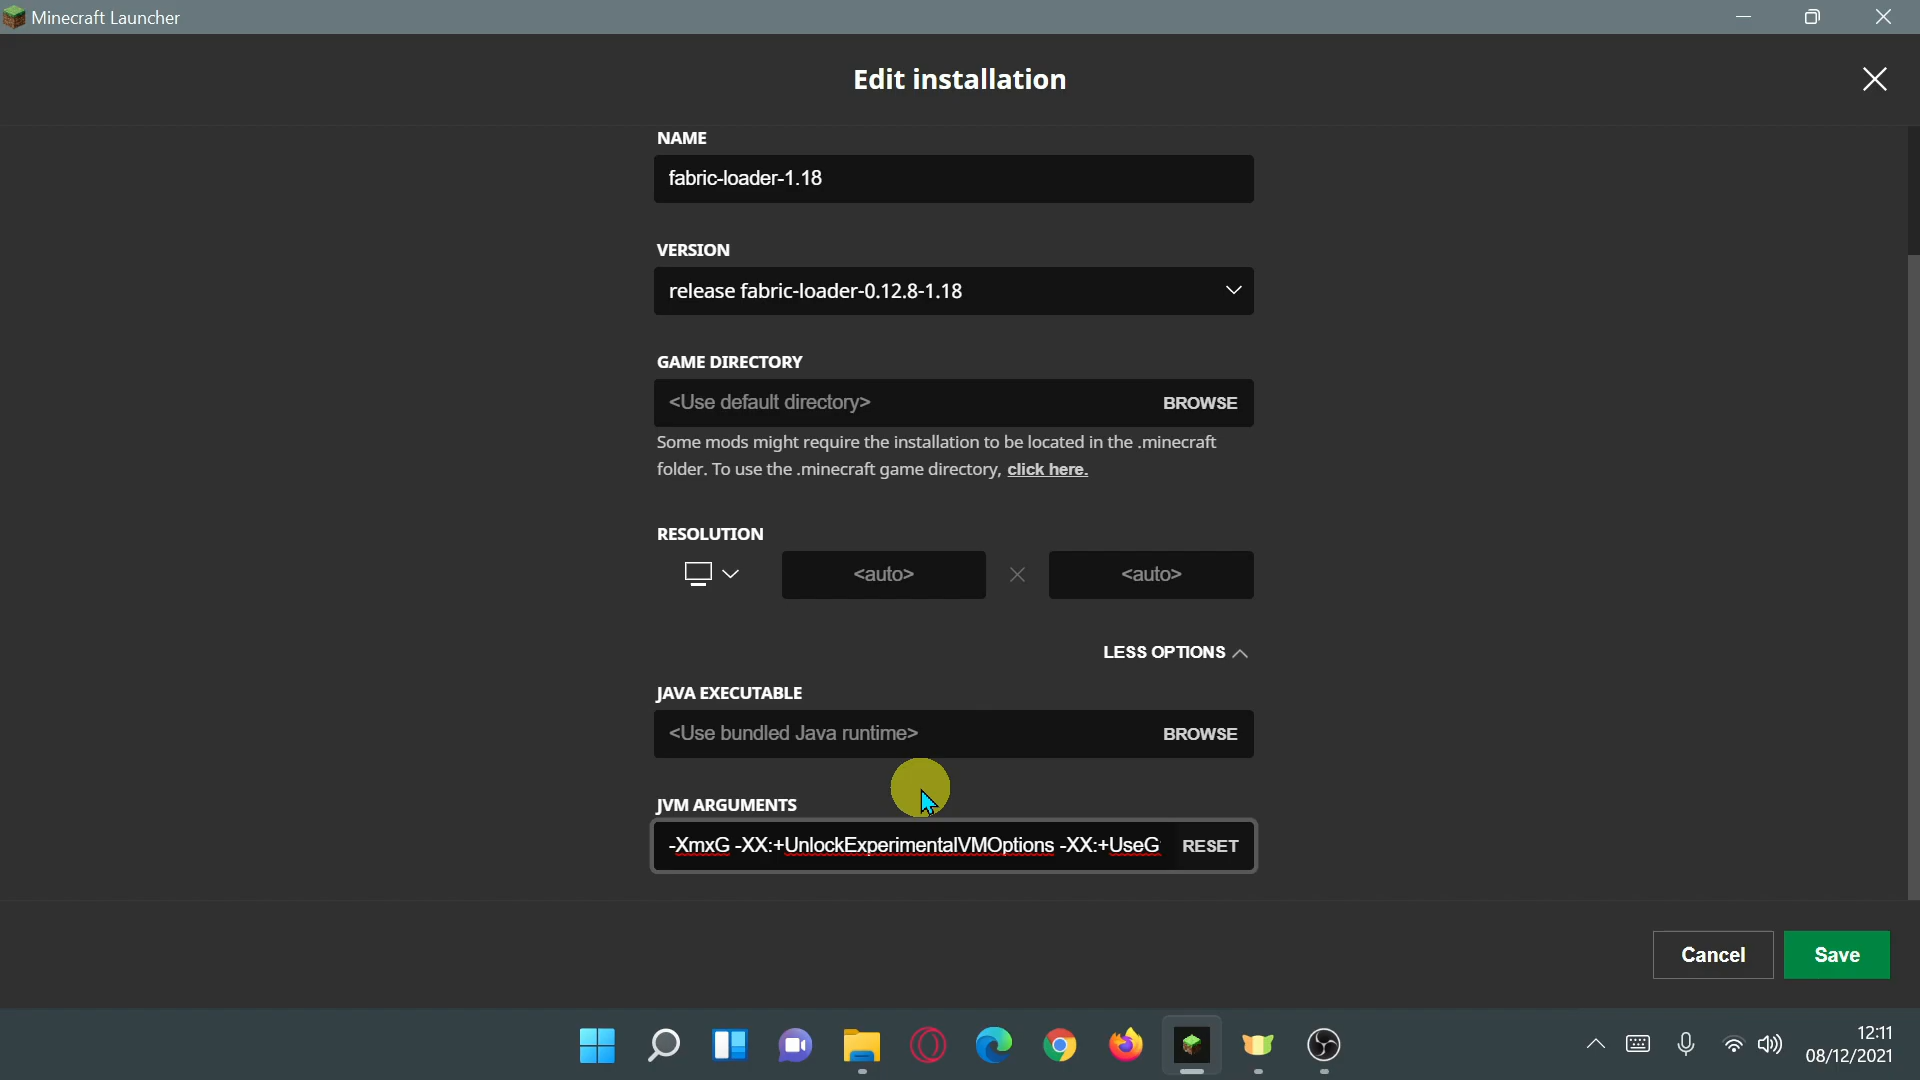 Minecraft Launcher
Edit installation
NAME
fabric-loader-1.18
VERSION
release fabric-loader-0.12.8-1.18
GAME DIRECTORY
<Use default directory>
BROWSE
Some mods might require the installation to be located in the .minecraft
folder. To use the .minecraft game directory, click here.
RESOLUTION
<auto>
<auto>
LESS OPTIONS
JAVA EXECUTABLE
<Use bundled Java runtime>
BROWSE
JVM ARGUMENTS
-XmxG -XX:+UnlockExperimentalVMOptions -XX:+UseG
RESET
Cancel
Save
12:11
08/12/2021